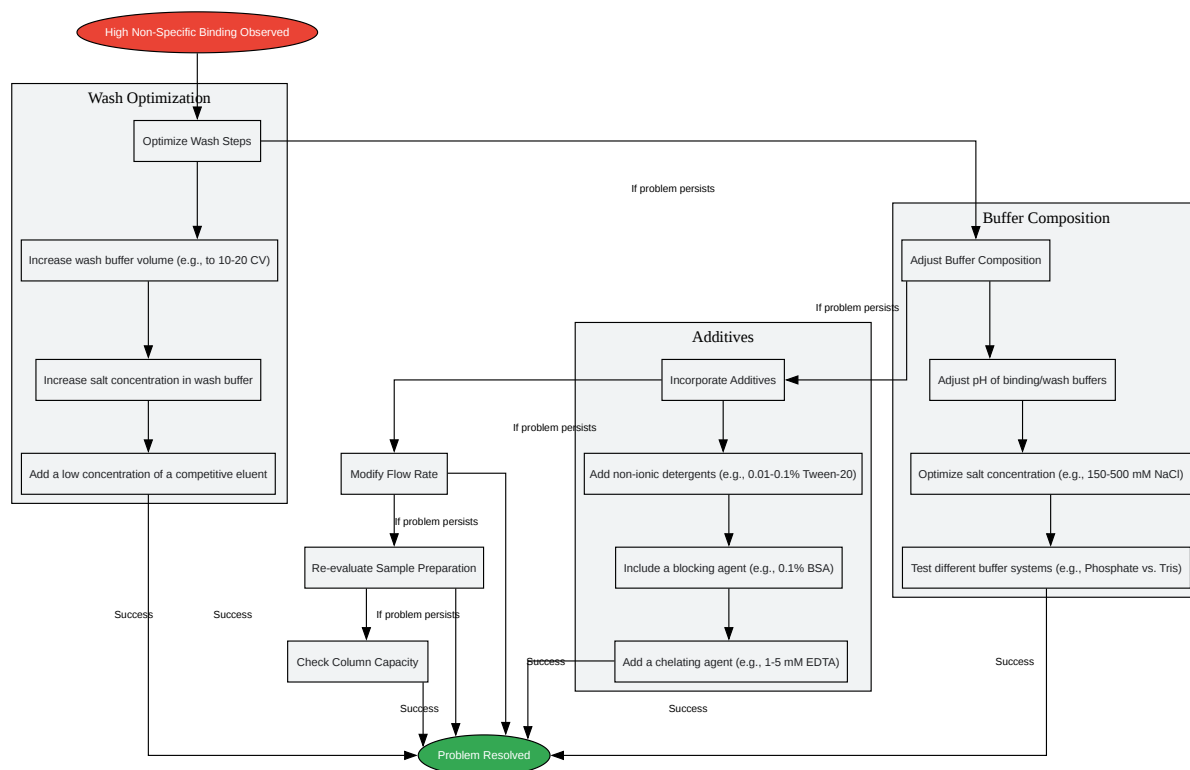 High Non-Specific Binding Observed
Wash Optimization
Optimize Wash Steps
If problem persists
Buffer Composition
Increase wash buffer volume (e.g., to 10-20 CV)
Adjust Buffer Composition
If problem persists
Additives
Increase salt concentration in wash buffer
Incorporate Additives
Adjust pH of binding/wash buffers
If problem persists
Add a low concentration of a competitive eluent
Modify Flow Rate
Add non-ionic detergents (e.g., 0.01-0.1% Tween-20)
Optimize salt concentration (e.g., 150-500 mM NaCl)
If problem persists
Re-evaluate Sample Preparation
Include a blocking agent (e.g., 0.1% BSA)
Test different buffer systems (e.g., Phosphate vs. Tris)
Success
Success
If problem persists
Check Column Capacity
Success
Add a chelating agent (e.g., 1-5 mM EDTA)
Success
Success
Success
Problem Resolved